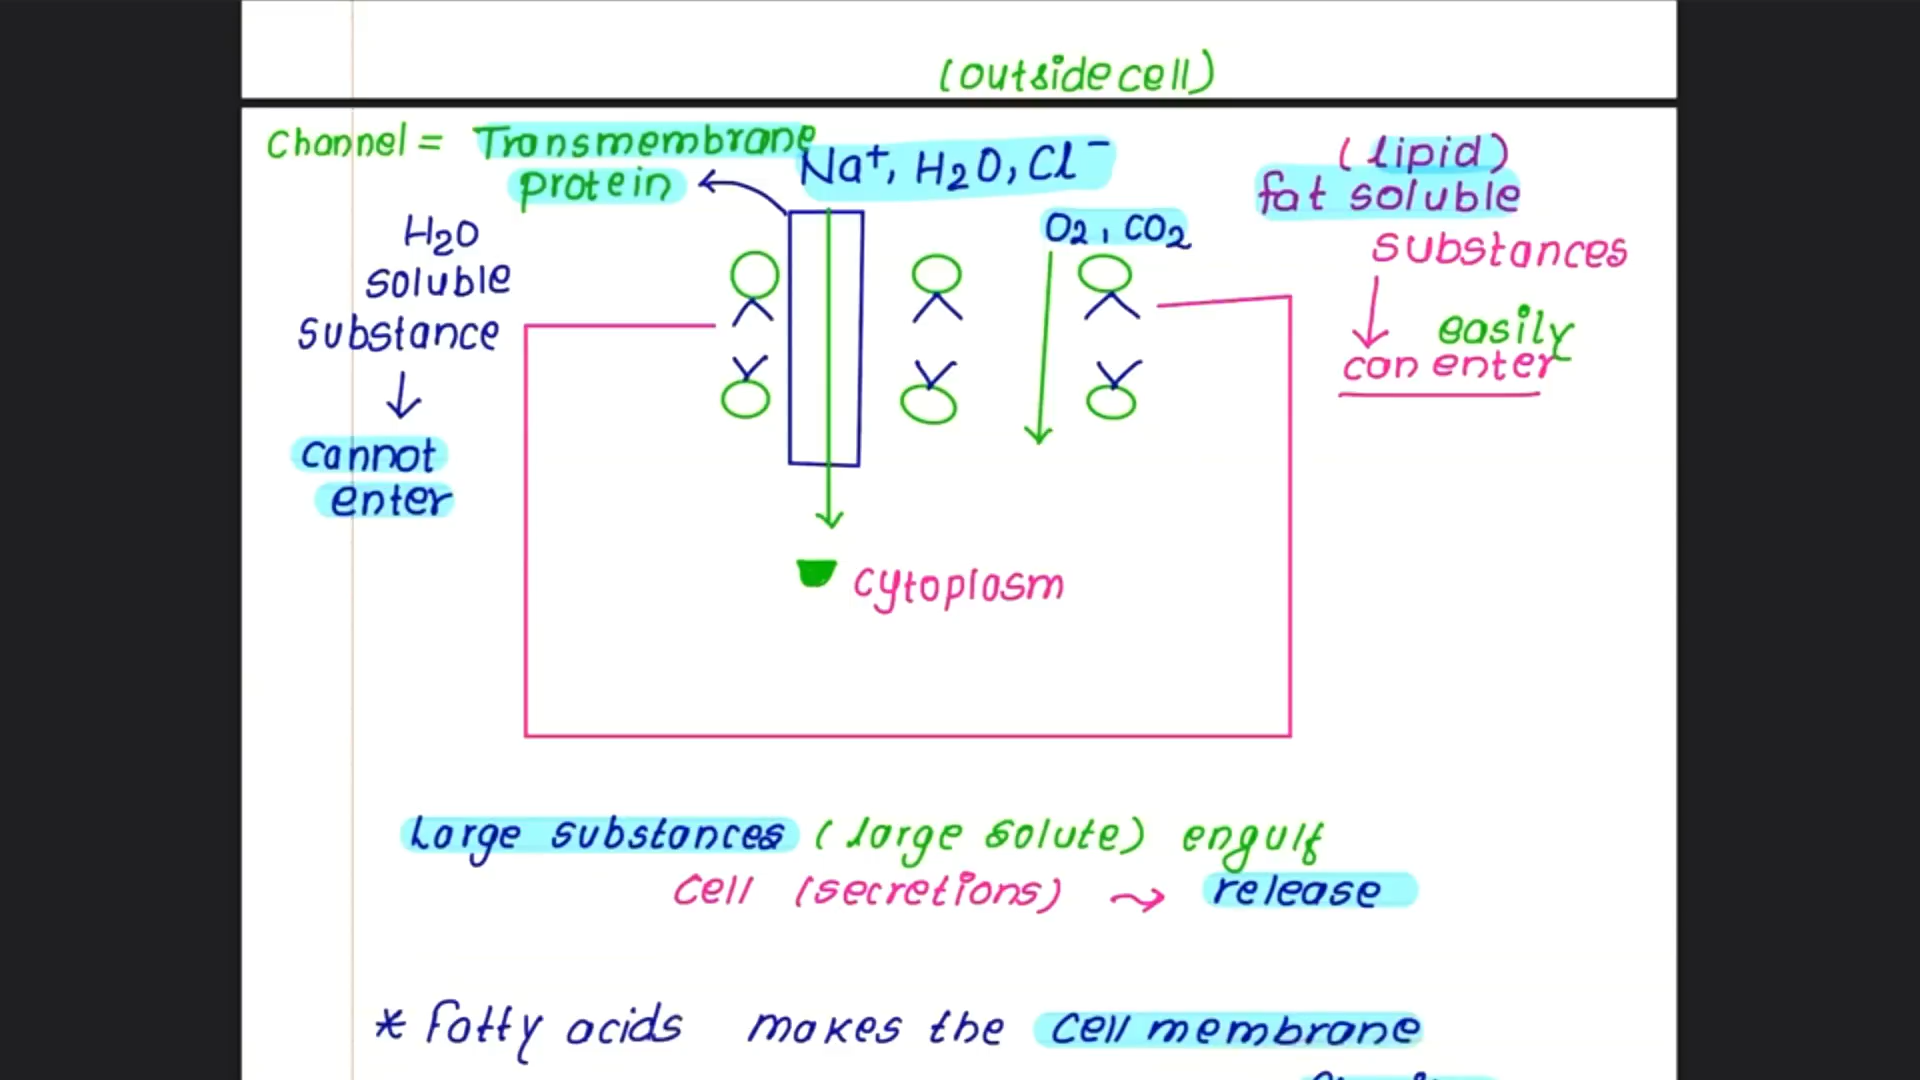 (outside cell)
Channel = Transmembrane
protein
Na⁺, H₂O, Cl⁻
(lipid)
fat soluble
substances
easily
can enter
O₂, CO₂
H₂O
soluble
substance
cannot
enter
cytoplasm
Large substances (large solute) engulf
Cell (secretions) ⇝ release
* Fatty acids makes the cell membrane